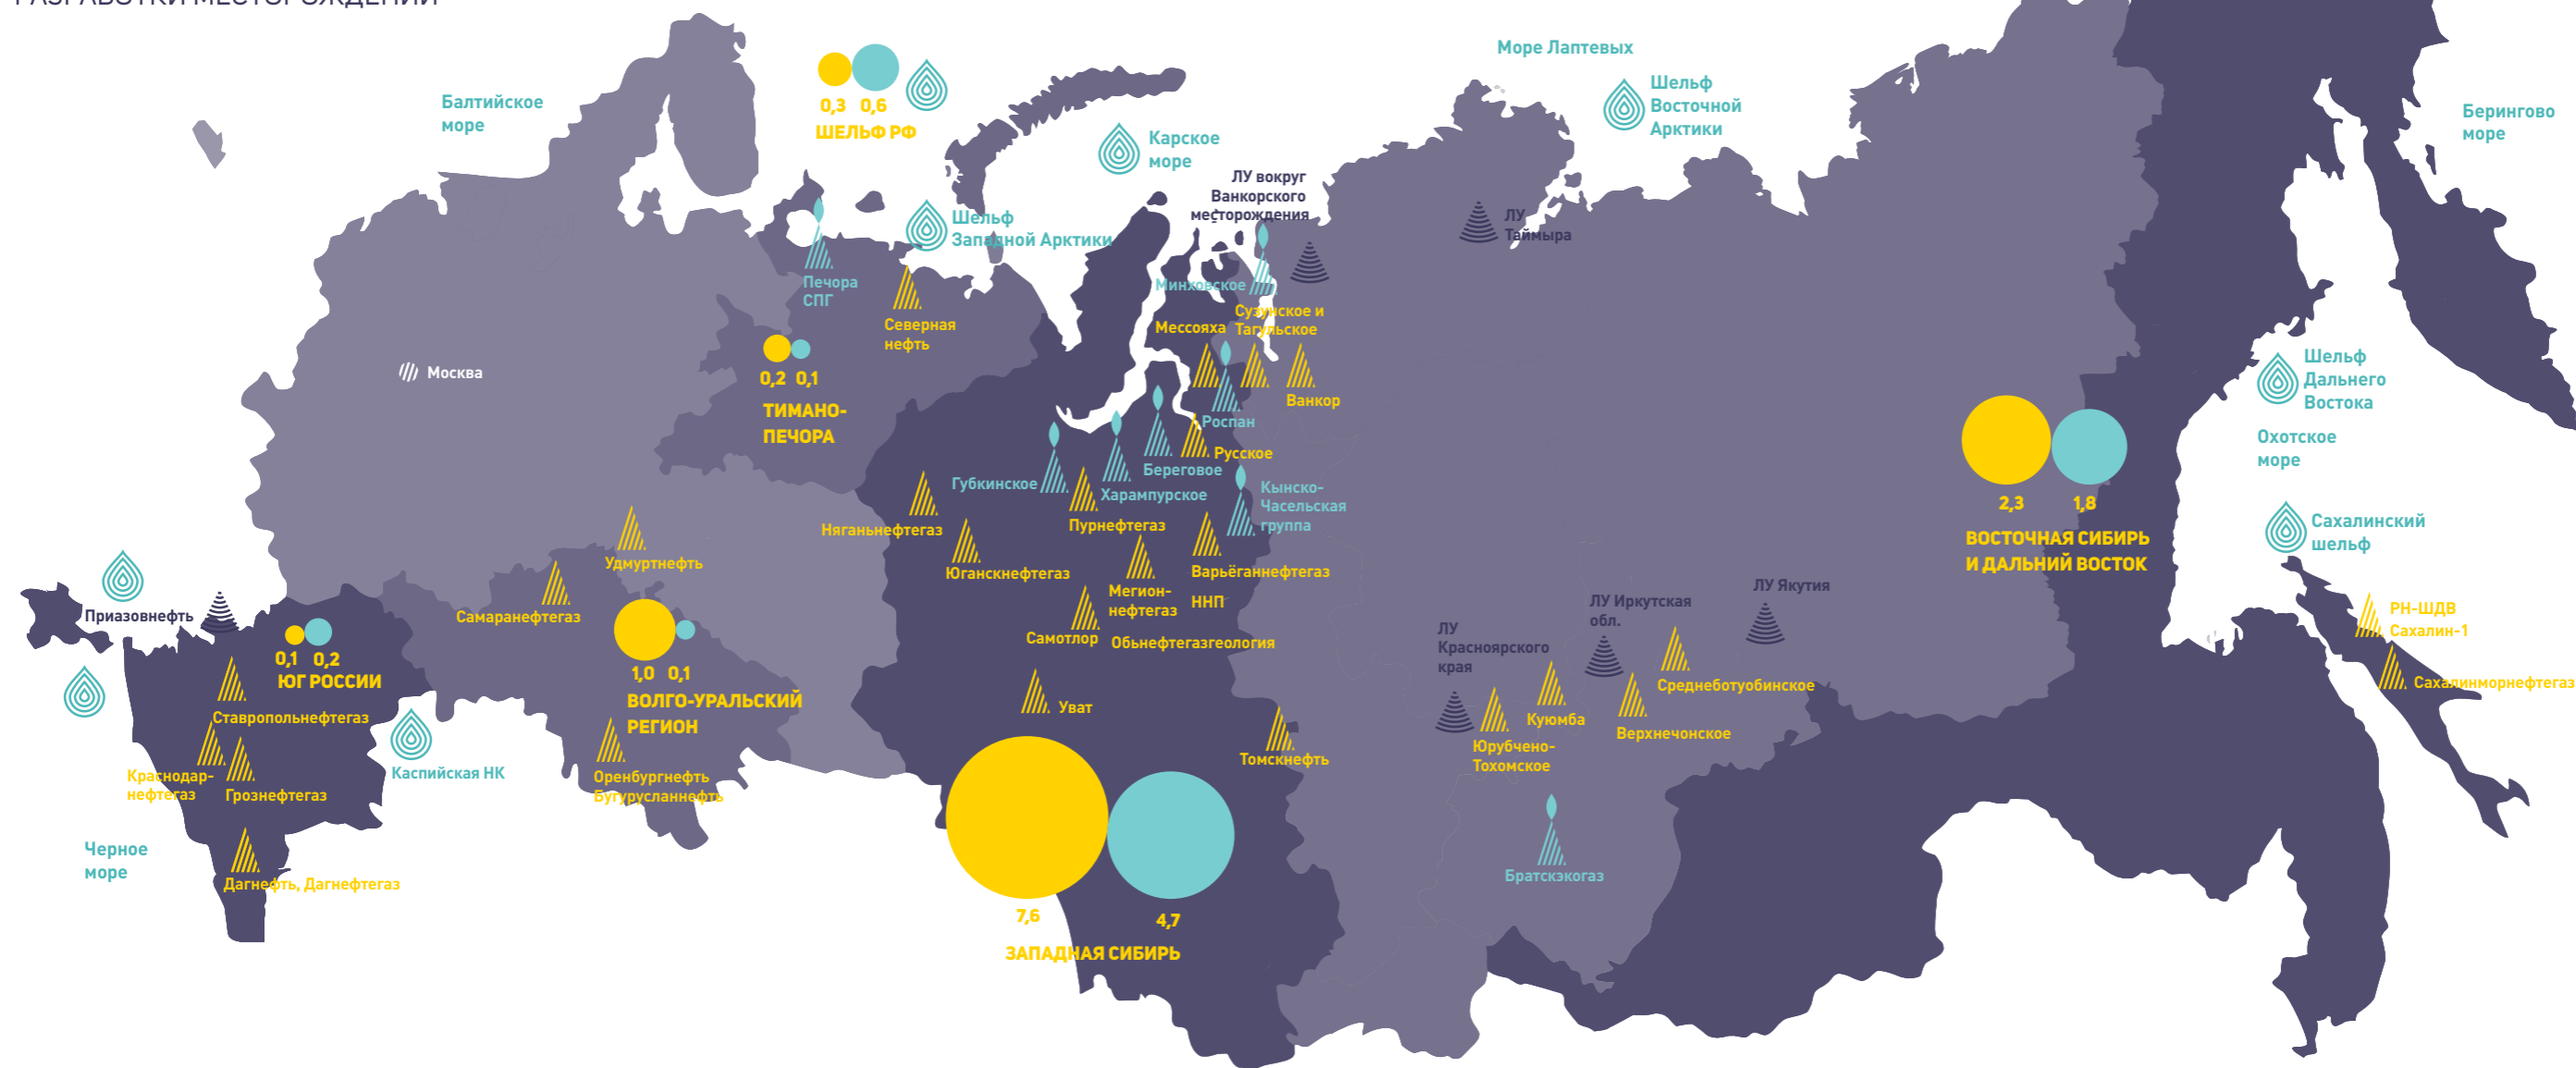 РАЗРАБОТКИ МЕСТОРОЖДЕНИЙ
Море Лаптевых
Балтийское
море
0,3 0,6
ШЕЛЬФ РФ
Карское
море
Шельф
Восточной
Арктики
Берингово
море
ЛУ вокруг
Ванкорского
месторождения
Шельф
Западной Арктики
ЛУ
Таймыра
Печора
СПГ
Северная
нефть
Минховское
Мессояха
Сузунское и
Тагульское
Ванкор
Москва
0,2 0,1
ТИМАНО-
ПЕЧОРА
Роспан
Русское
Береговое
Губкинское
Харампурское
Кынско-
Часельская
группа
Пурнефтегаз
Няганьнефтегаз
Юганскнефтегаз
Варьёганнефтегаз
Мегион-
нефтегаз
ННП
Самотлор
Обьнефтегазгеология
Уват
Томскнефть
7,6
4,7
ЗАПАДНАЯ СИБИРЬ
Удмуртнефть
Самаранефтегаз
1,0 0,1
ВОЛГО-УРАЛЬСКИЙ
РЕГИОН
Оренбургнефть
Бугурусланнефть
Приазовнефть
0,1 0,2
ЮГ РОССИИ
Ставропольнефтегаз
Краснодар-
нефтегаз
Грознефтегаз
Каспийская НК
Черное
море
Дагнефть, Дагнефтегаз
ЛУ
Красноярского
края
ЛУ Иркутская
обл.
ЛУ Якутия
Среднеботуобинское
Куюмба
Верхнечонское
Юрубчено-
Тохомское
Братскэкогаз
2,3
1,8
ВОСТОЧНАЯ СИБИРЬ
И ДАЛЬНИЙ ВОСТОК
Шельф
Дальнего
Востока
Охотское
море
Сахалинский
шельф
РН-ШДВ
Сахалин-1
Сахалинморнефтегаз